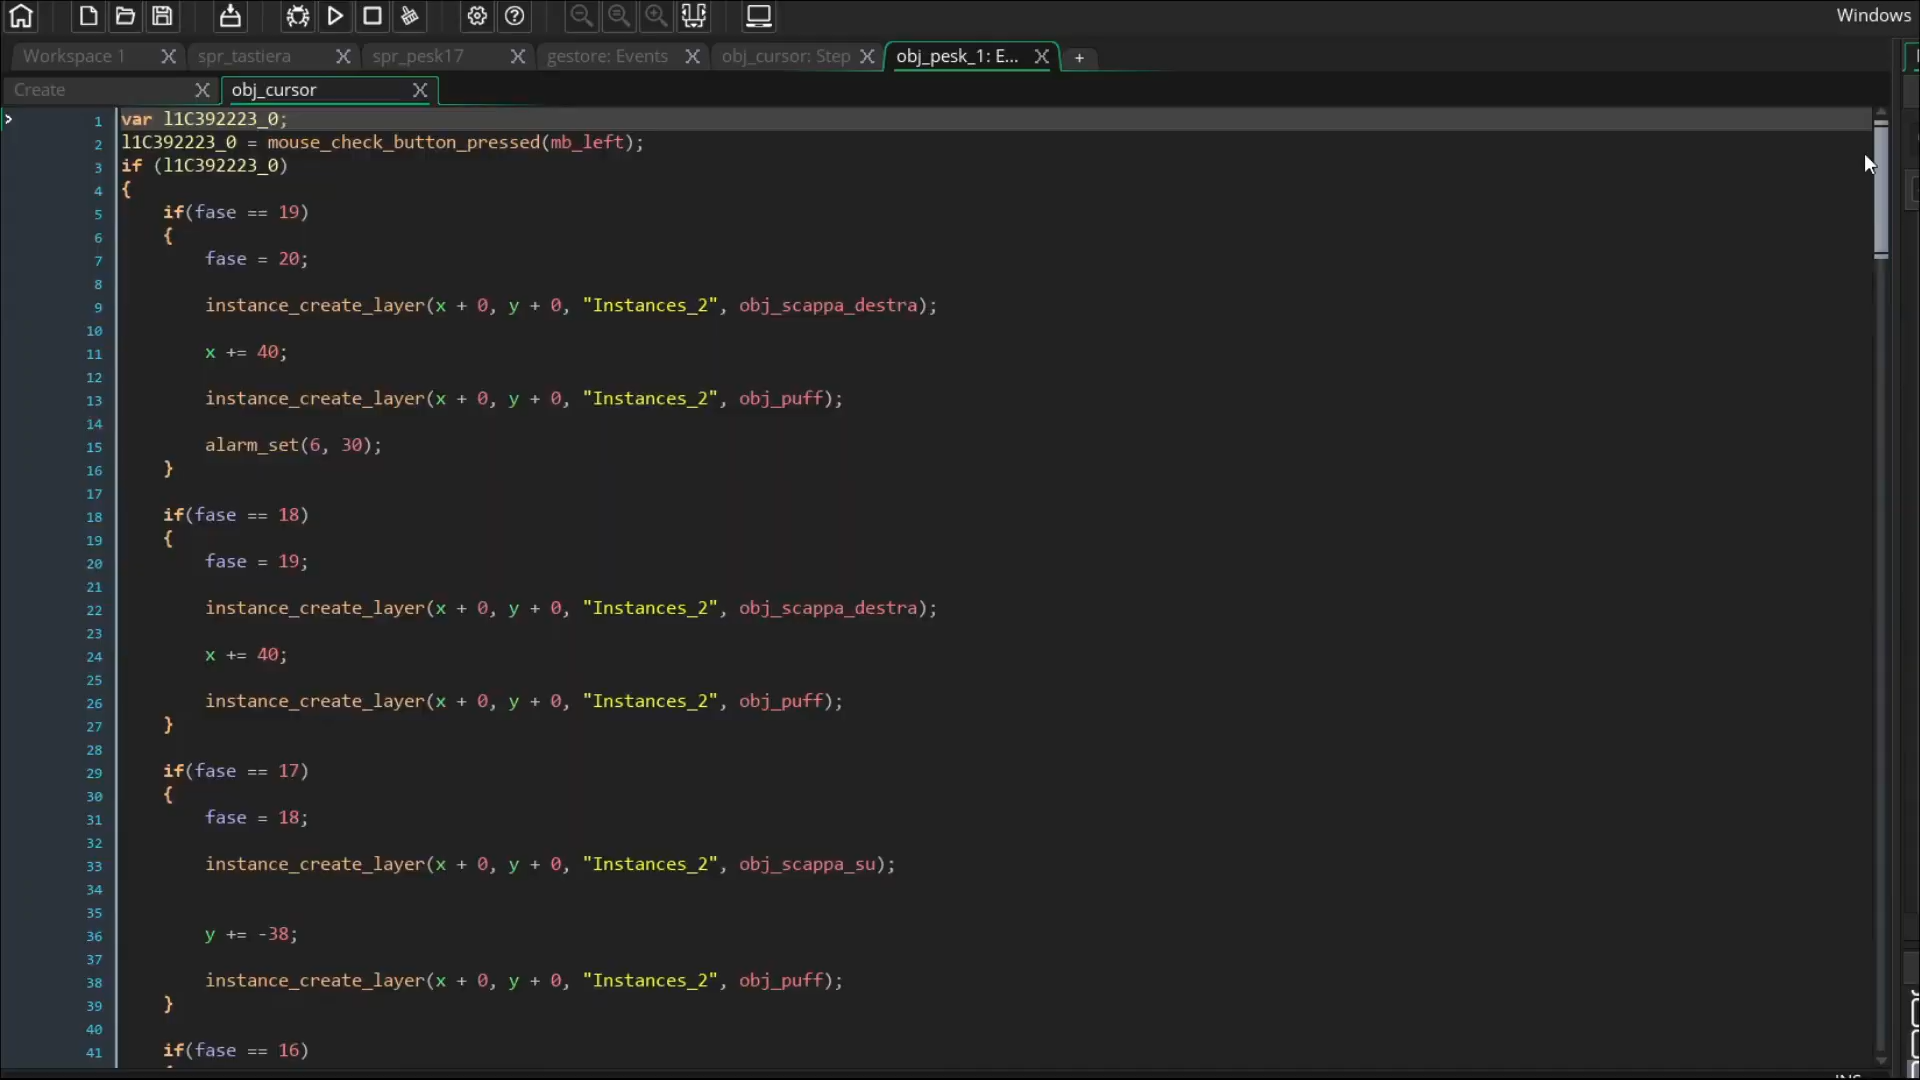 Windows
Workspace 1 X spr_tastiera X spr_pesk17 X gestore: Events X obj_cursor: Step X obj_pesk_1: E... X +
Create X obj_cursor X
1 var l1C392223_0;
2 l1C392223_0 = mouse_check_button_pressed(mb_left);
3 if (l1C392223_0)
4 {
5 if(fase == 19)
6 {
7 fase = 20;
8
9 instance_create_layer(x + 0, y + 0, "Instances_2", obj_scappa_destra);
10
11 x += 40;
12
13 instance_create_layer(x + 0, y + 0, "Instances_2", obj_puff);
14
15 alarm_set(6, 30);
16 }
17
18 if(fase == 18)
19 {
20 fase = 19;
21
22 instance_create_layer(x + 0, y + 0, "Instances_2", obj_scappa_destra);
23
24 x += 40;
25
26 instance_create_layer(x + 0, y + 0, "Instances_2", obj_puff);
27 }
28
29 if(fase == 17)
30 {
31 fase = 18;
32
33 instance_create_layer(x + 0, y + 0, "Instances_2", obj_scappa_su);
34
35
36 y += -38;
37
38 instance_create_layer(x + 0, y + 0, "Instances_2", obj_puff);
39 }
40
41 if(fase == 16)